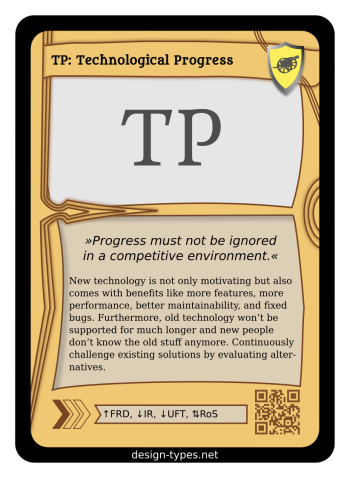 TP: Technological Progress
TP
»Progress must not be ignored
in a competitive environment.«
New technology is not only motivating but also
comes with benefits like more features, more
performance, better maintainability, and fixed
bugs. Furthermore, old technology won’t be
supported for much longer and new people
don’t know the old stuff anymore. Continuously
challenge existing solutions by evaluating alter-
natives.
↑FRD, ↓IR, ↓UFT, ⇅RoS
design-types.net